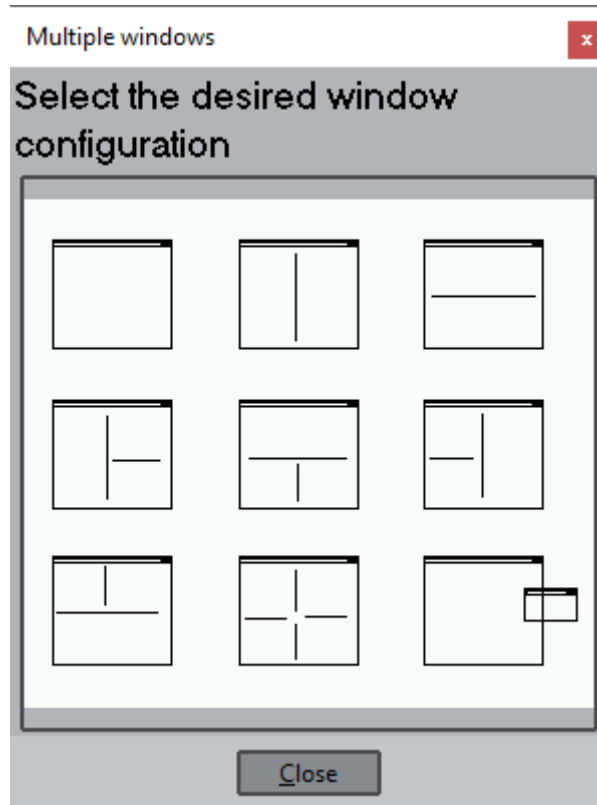 Multiple windows
x
Select the desired window
configuration
Close